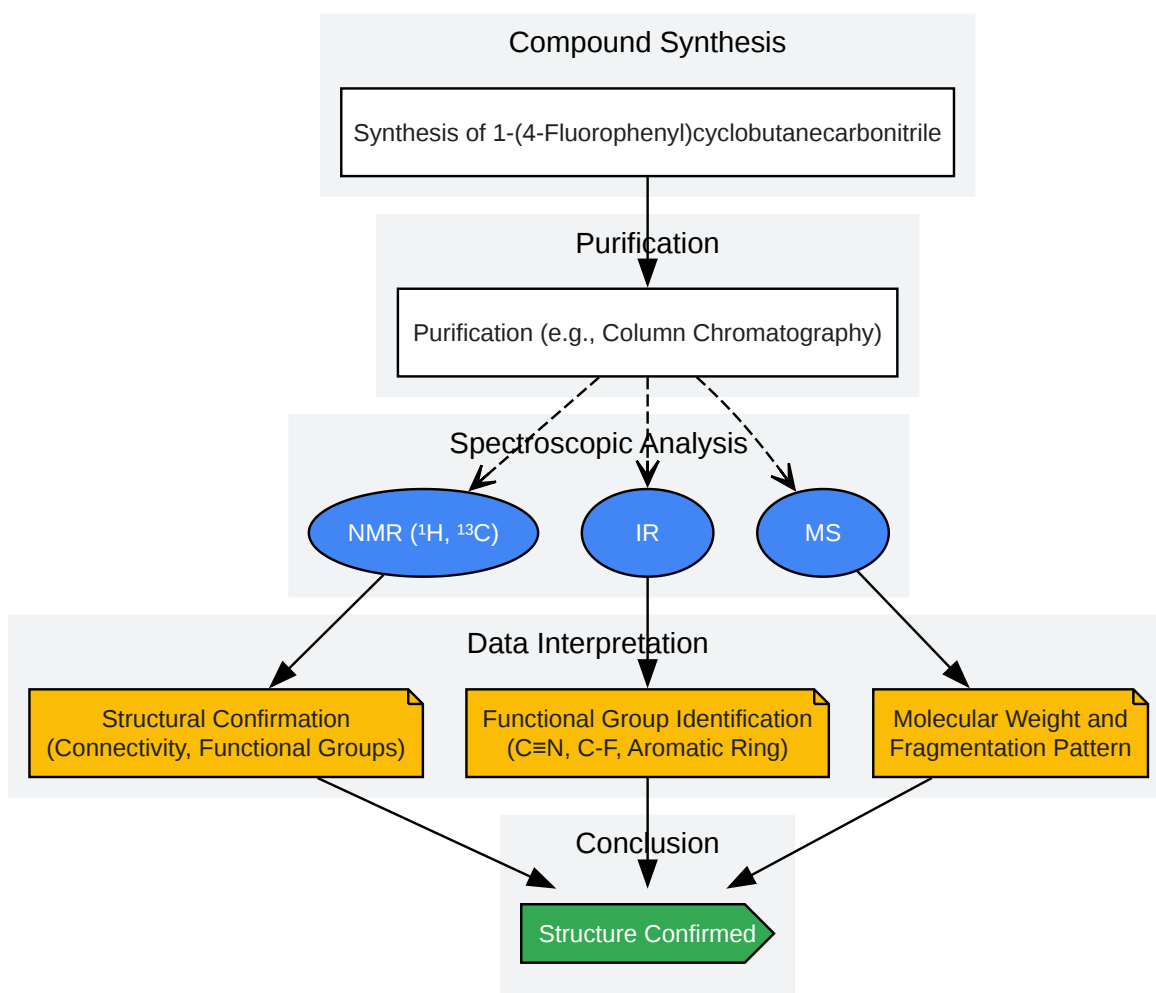 Compound Synthesis
Synthesis of 1-(4-Fluorophenyl)cyclobutanecarbonitrile
Purification
Purification (e.g., Column Chromatography)
Spectroscopic Analysis
NMR (¹H, ¹³C)
IR
MS
Data Interpretation
Structural Confirmation
(Connectivity, Functional Groups)
Functional Group Identification
(C≡N, C-F, Aromatic Ring)
Molecular Weight and
Fragmentation Pattern
Conclusion
Structure Confirmed